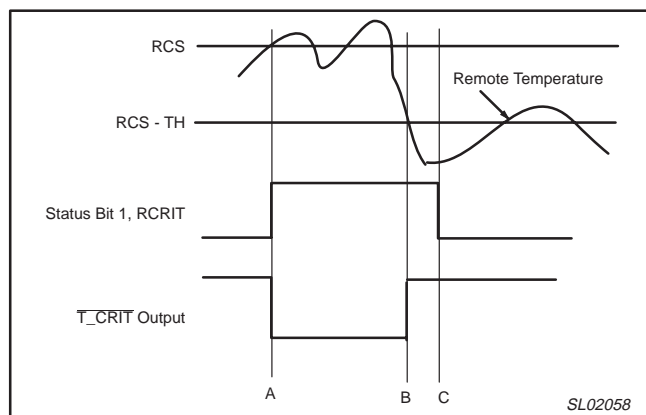 RCS
Remote Temperature
RCS - TH
Status Bit 1, RCRIT
T_CRIT Output
A
B
C
SL02058